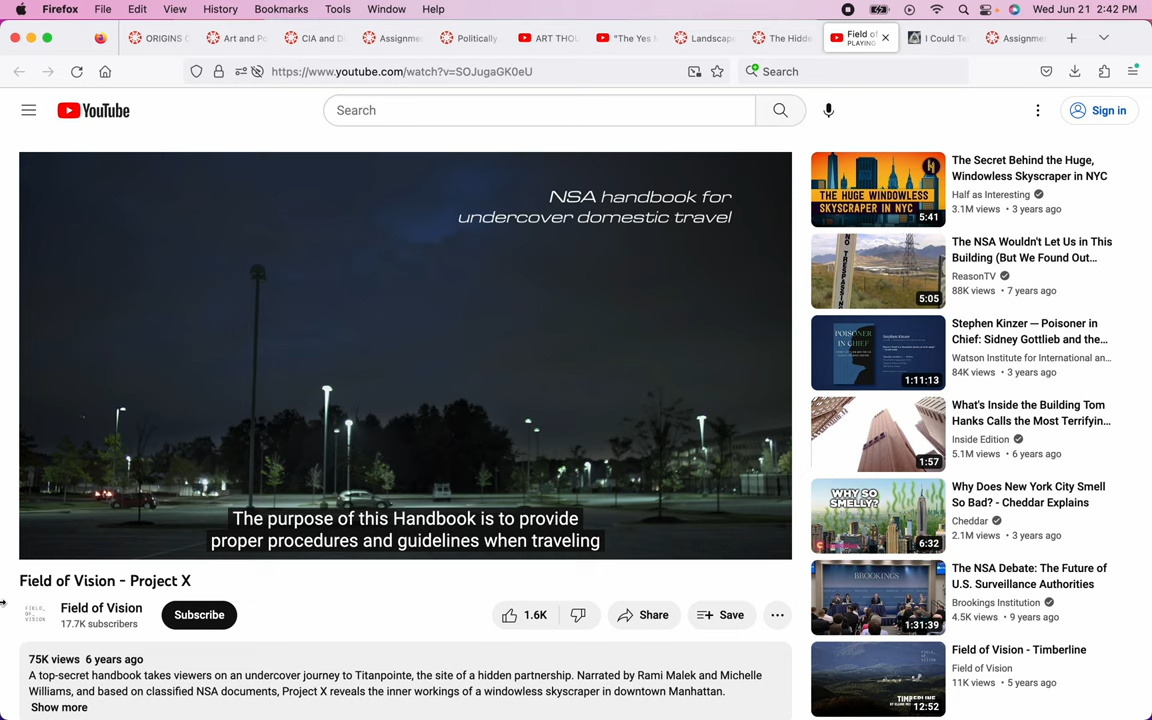 Firefox File Edit View History Bookmarks Tools Window Help Wed Jun 21 2:42 PM
ORIGINS Art and Po CIA and D Assignme Politically ART THOU "The Yes M Landscap The Hidde Field of PLAYING I Could Te Assignme
https://www.youtube.com/watch?v=SOJugaGK0eU Search
YouTube Search Sign in
NSA handbook for
undercover domestic travel
The purpose of this Handbook is to provide
proper procedures and guidelines when traveling
Field of Vision - Project X
Field of Vision
17.7K subscribers
Subscribe
1.6K Share Save
75K views 6 years ago
A top-secret handbook takes viewers on an undercover journey to Titanpointe, the site of a hidden partnership. Narrated by Rami Malek and Michelle
Williams, and based on classified NSA documents, Project X reveals the inner workings of a windowless skyscraper in downtown Manhattan.
Show more
THE HUGE WINDOWLESS
SKYSCRAPER IN NYC
5:41
The Secret Behind the Huge,
Windowless Skyscraper in NYC
Half as Interesting
3.1M views • 3 years ago
NO TRESPASSING
5:05
The NSA Wouldn't Let Us in This
Building (But We Found Out...
ReasonTV
88K views • 7 years ago
POISONER
IN CHIEF
1:11:13
Stephen Kinzer — Poisoner in
Chief: Sidney Gottlieb and the...
Watson Institute for International an...
84K views • 3 years ago
1:57
What's Inside the Building Tom
Hanks Calls the Most Terrifyin...
Inside Edition
5.1M views • 6 years ago
WHY SO
SMELLY?
6:32
Why Does New York City Smell
So Bad? - Cheddar Explains
Cheddar
2.1M views • 3 years ago
BROOKINGS
1:31:39
The NSA Debate: The Future of
U.S. Surveillance Authorities
Brookings Institution
4.5K views • 9 years ago
FIELD
OF
VISION
TIMBERLINE
12:52
Field of Vision - Timberline
Field of Vision
11K views • 5 years ago